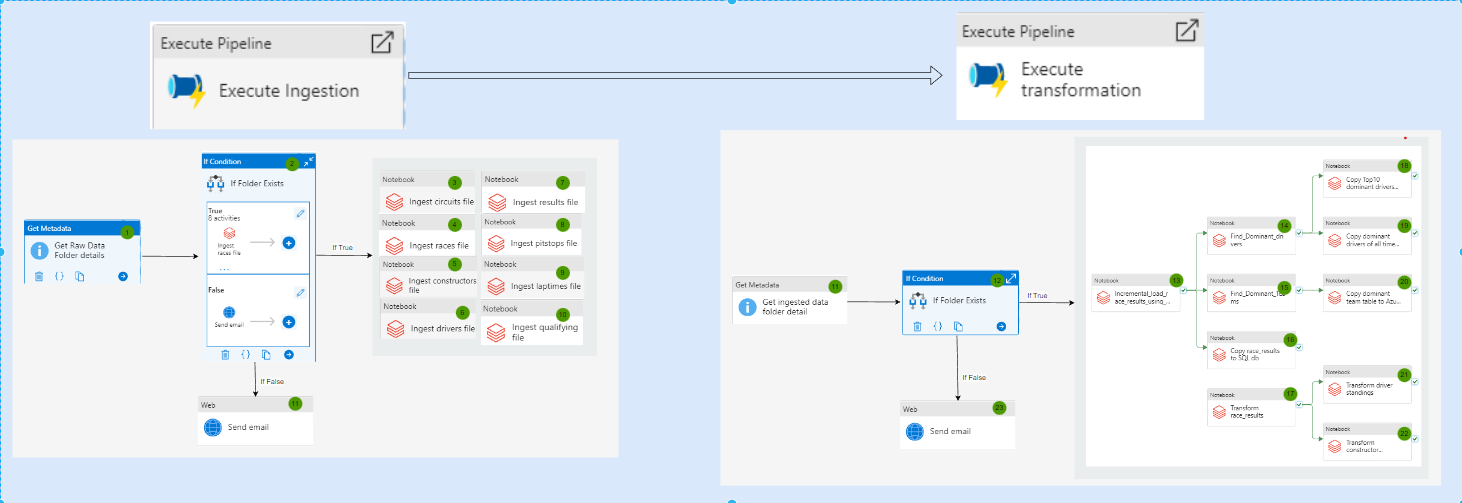 Execute Pipeline
Execute Ingestion
Execute Pipeline
Execute
transformation
Get Metadata
1
Get Raw Data
Folder details
If Condition
2
If Folder Exists
True
8 activities
Ingest
races file
...
False
Send email
If True
If False
Web
11
Send email
Notebook
3
Ingest circuits file
Notebook
7
Ingest results file
Notebook
4
Ingest races file
Notebook
8
Ingest pitstops file
Notebook
5
Ingest constructors
file
Notebook
9
Ingest laptimes file
Notebook
6
Ingest drivers file
Notebook
10
Ingest qualifying
file
Get Metadata
11
Get ingested data
folder detail
If Condition
12
If Folder Exists
If True
If False
Web
23
Send email
Notebook
13
Incremental_load_r
ace_results_using_...
Notebook
14
Find_Dominant_dri
vers
Notebook
15
Notebook
16
Copy race_results
to SQL db
Notebook
17
Transform
race_results
Notebook
18
Copy Top10
dominant drivers...
Notebook
19
Copy dominant
drivers of all time...
Notebook
20
Copy dominant
team table to Azu...
Notebook
21
Transform driver
standings
Notebook
22
Transform
constructor...